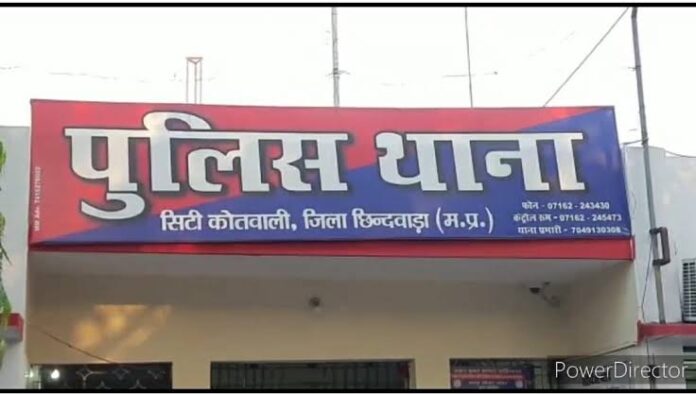 पुलिस थाना
सिटी कोतवाली, जिला छिन्दवाड़ा (म.प्र.)
फोन - 07162 - 243430
कंट्रोल रूम - 07162 - 245473
थाना प्रभारी - 7049130308
PowerDirector